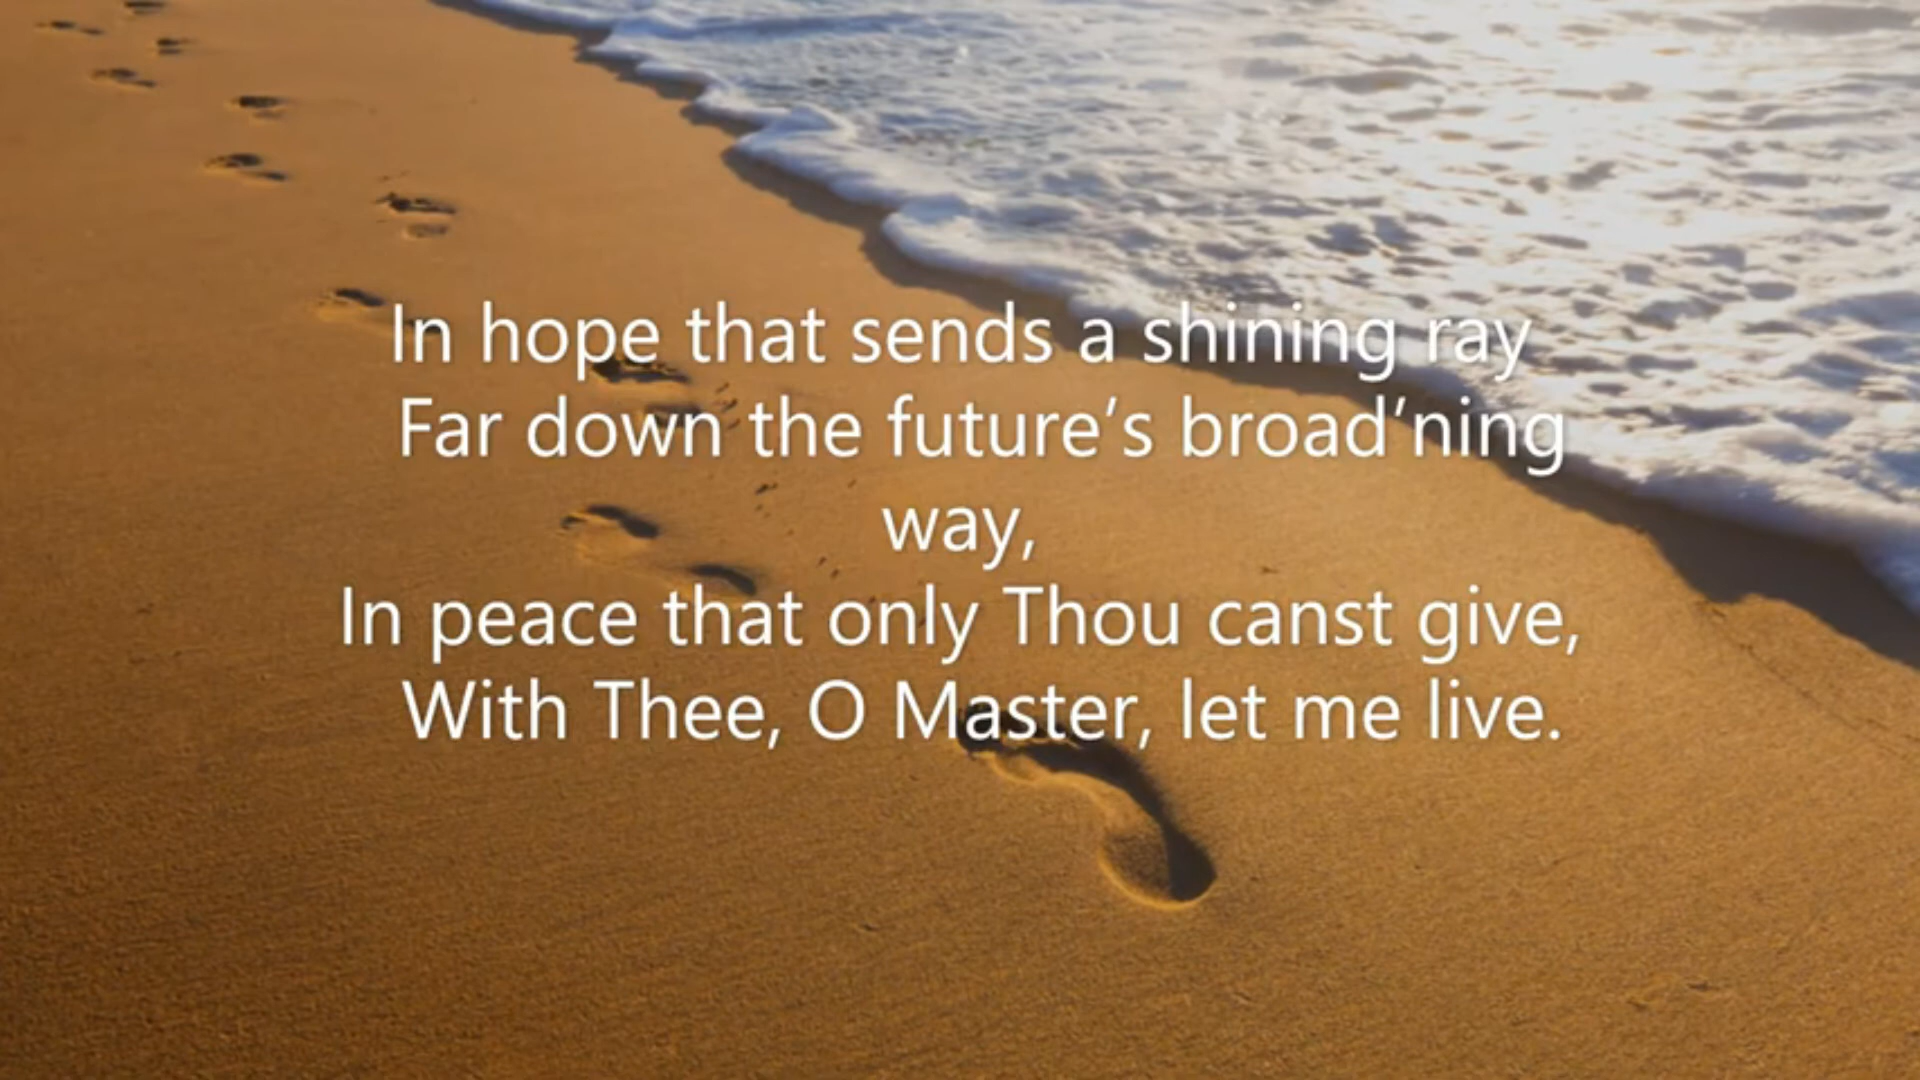 In hope that sends a shining ray
Far down the future’s broad’ning
way,
In peace that only Thou canst give,
With Thee, O Master, let me live.